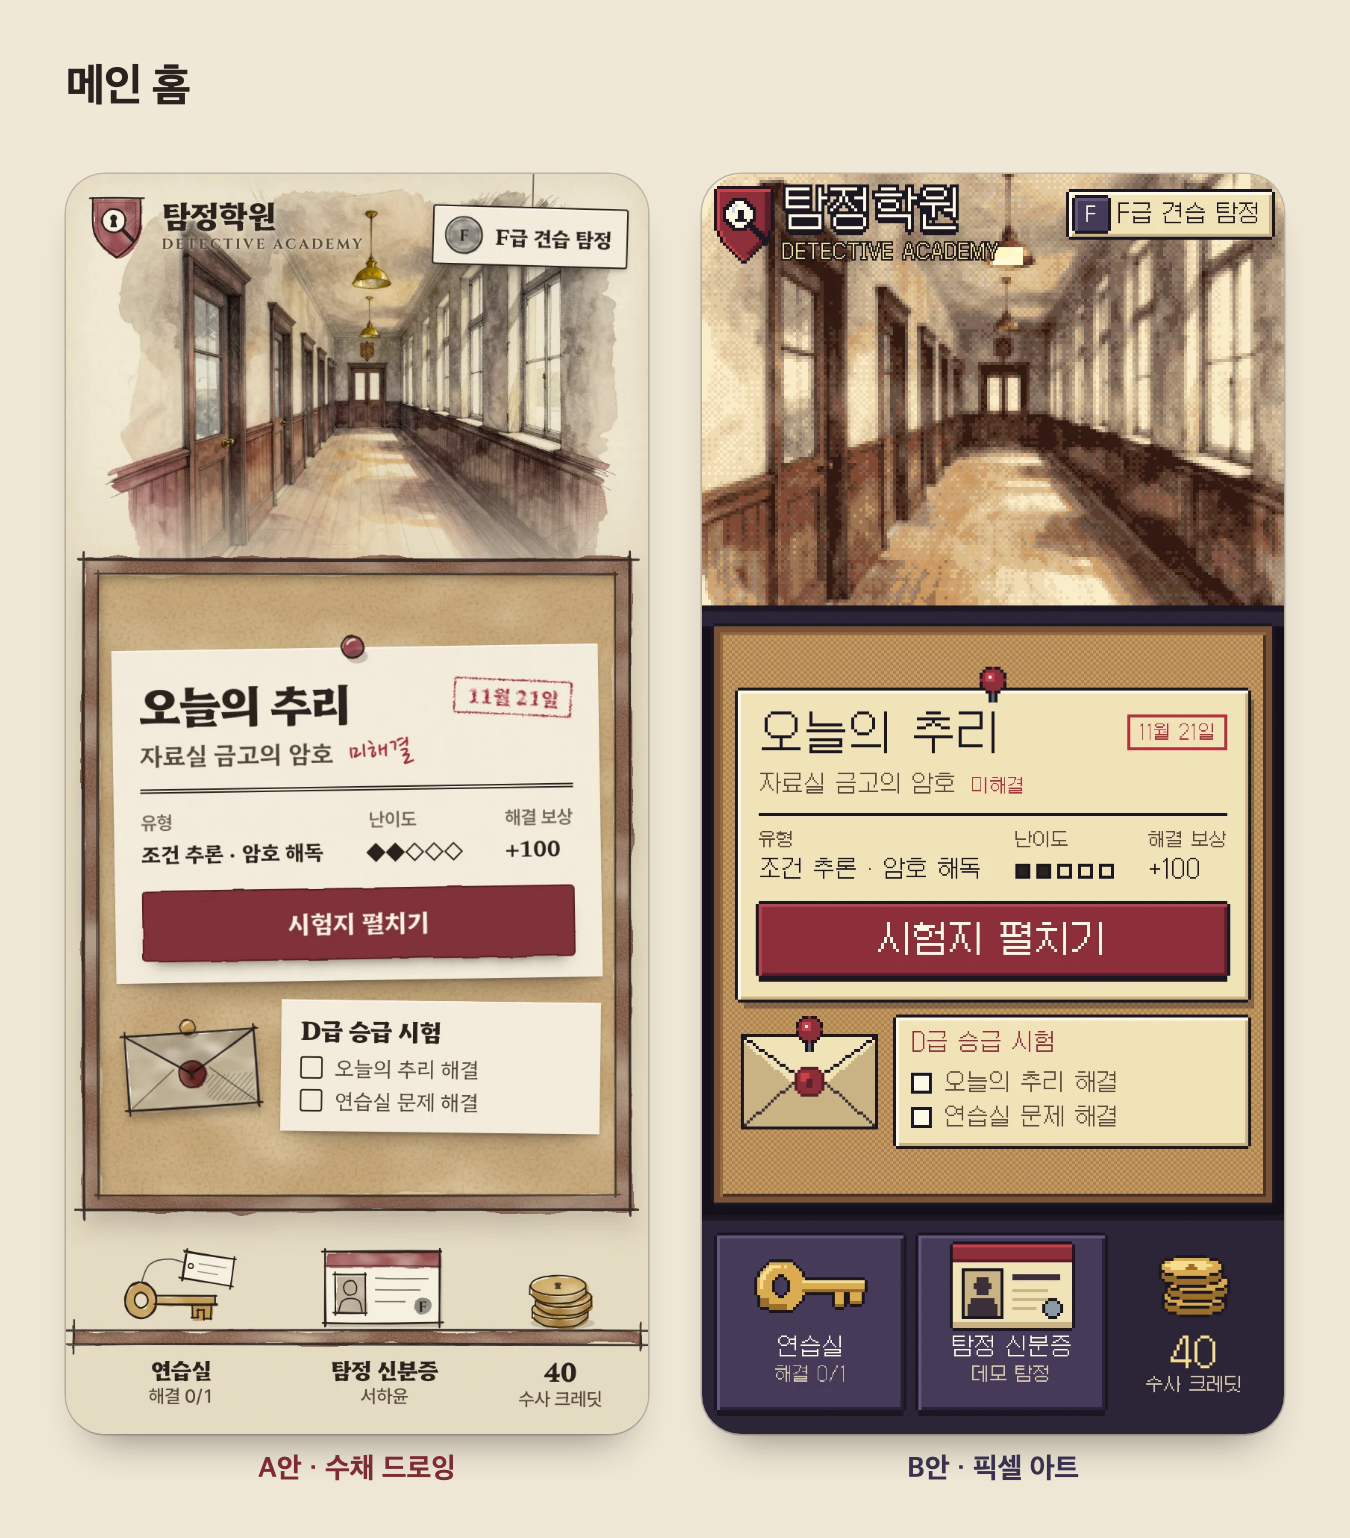 메인 홈
탐정학원
DETECTIVE ACADEMY
F
F급 견습 탐정
오늘의 추리
11월 21일
자료실 금고의 암호 미해결
유형 난이도 해결 보상
조건 추론 · 암호 해독 ◆◆◇◇◇ +100
시험지 펼치기
D급 승급 시험
오늘의 추리 해결
연습실 문제 해결
F
연습실 탐정 신분증 40
해결 0/1 서하윤 수사 크레딧
A안 · 수채 드로잉
탐정학원
DETECTIVE ACADEMY
F
F급 견습 탐정
오늘의 추리
11월 21일
자료실 금고의 암호 미해결
유형 난이도 해결 보상
조건 추론 · 암호 해독 ■■□□□ +100
시험지 펼치기
D급 승급 시험
오늘의 추리 해결
연습실 문제 해결
연습실 탐정 신분증 40
해결 0/1 데모 탐정 수사 크레딧
B안 · 픽셀 아트